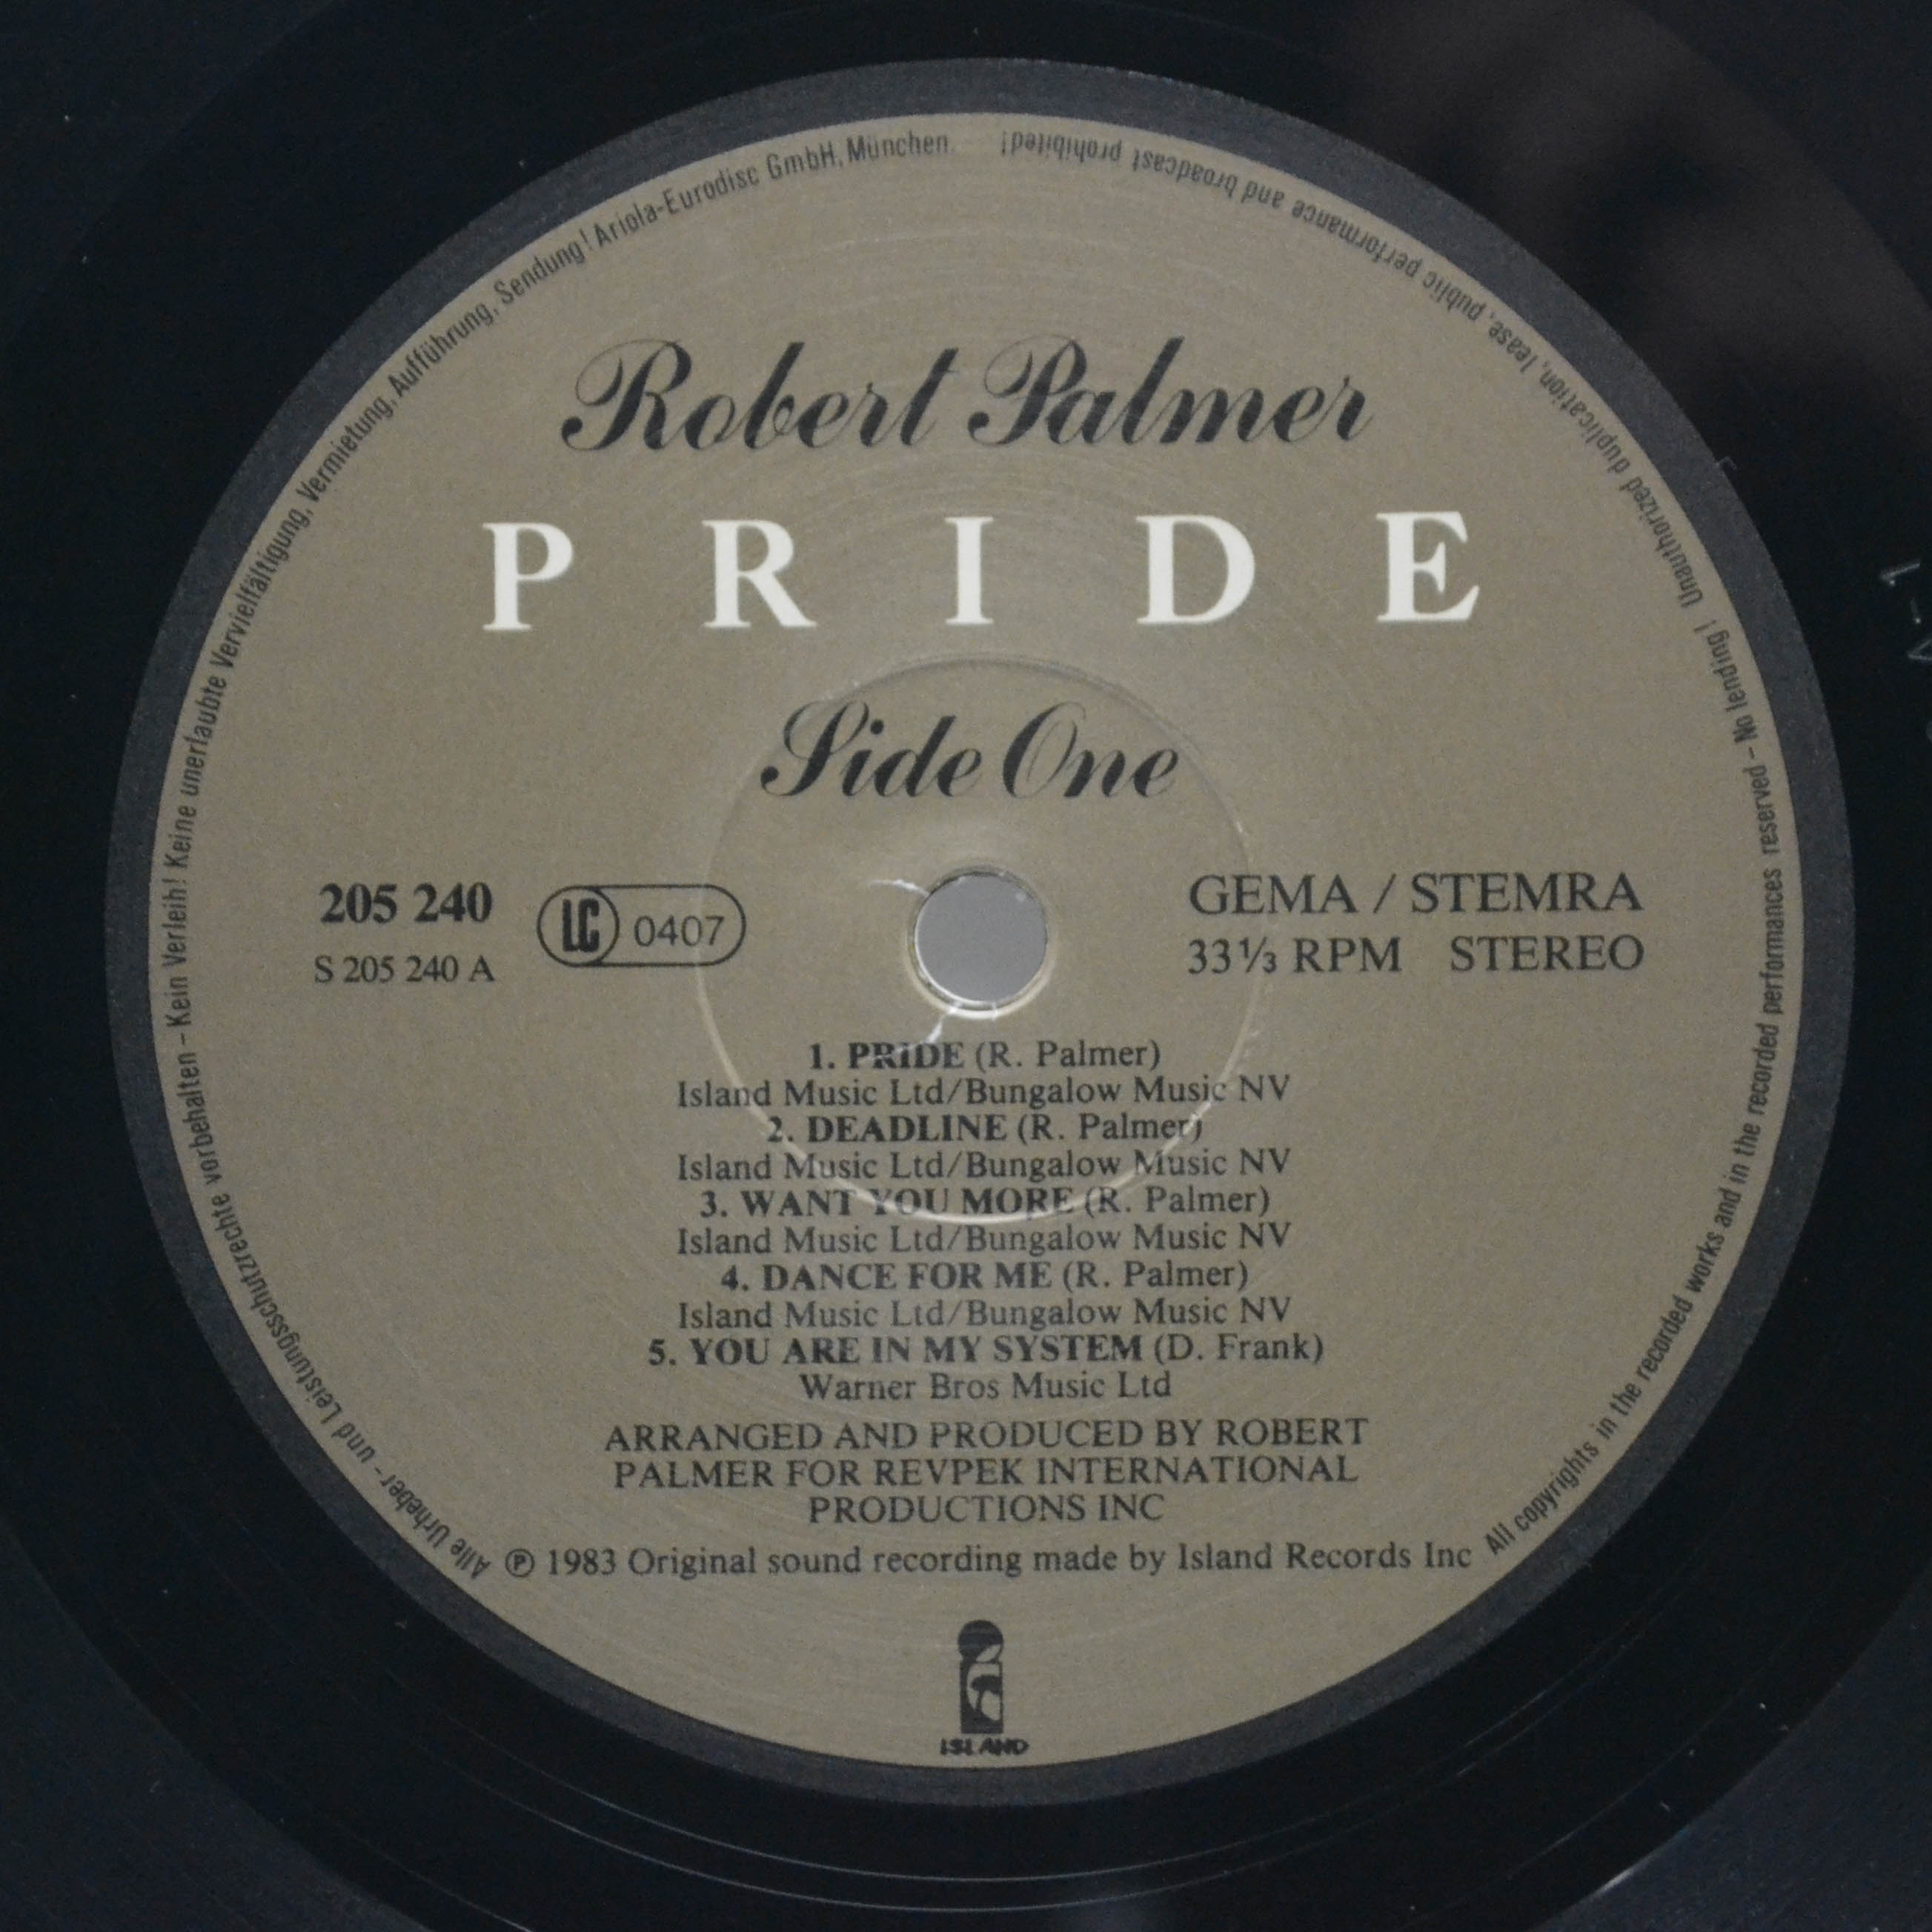 Robert Palmer
PRIDE
Side One
205 240
S 205 240 A
LC 0407
GEMA / STEMRA
33⅓ RPM STEREO
1. PRIDE (R. Palmer)
Island Music Ltd/Bungalow Music NV
2. DEADLINE (R. Palmer)
Island Music Ltd/Bungalow Music NV
3. WANT YOU MORE (R. Palmer)
Island Music Ltd/Bungalow Music NV
4. DANCE FOR ME (R. Palmer)
Island Music Ltd/Bungalow Music NV
5. YOU ARE IN MY SYSTEM (D. Frank)
Warner Bros Music Ltd
ARRANGED AND PRODUCED BY ROBERT
PALMER FOR REVPEK INTERNATIONAL
PRODUCTIONS INC
℗ 1983 Original sound recording made by Island Records Inc
ISLAND
Alle Urheber- und Leistungsschutzrechte vorbehalten – Kein Verleih! Keine unerlaubte Vervielfältigung, Vermietung, Aufführung, Sendung! Ariola-Eurodisc GmbH, München.
All copyrights in the recorded works and in the recorded performances reserved – No lending! Unauthorized duplication, lease, public performance and broadcast prohibited!